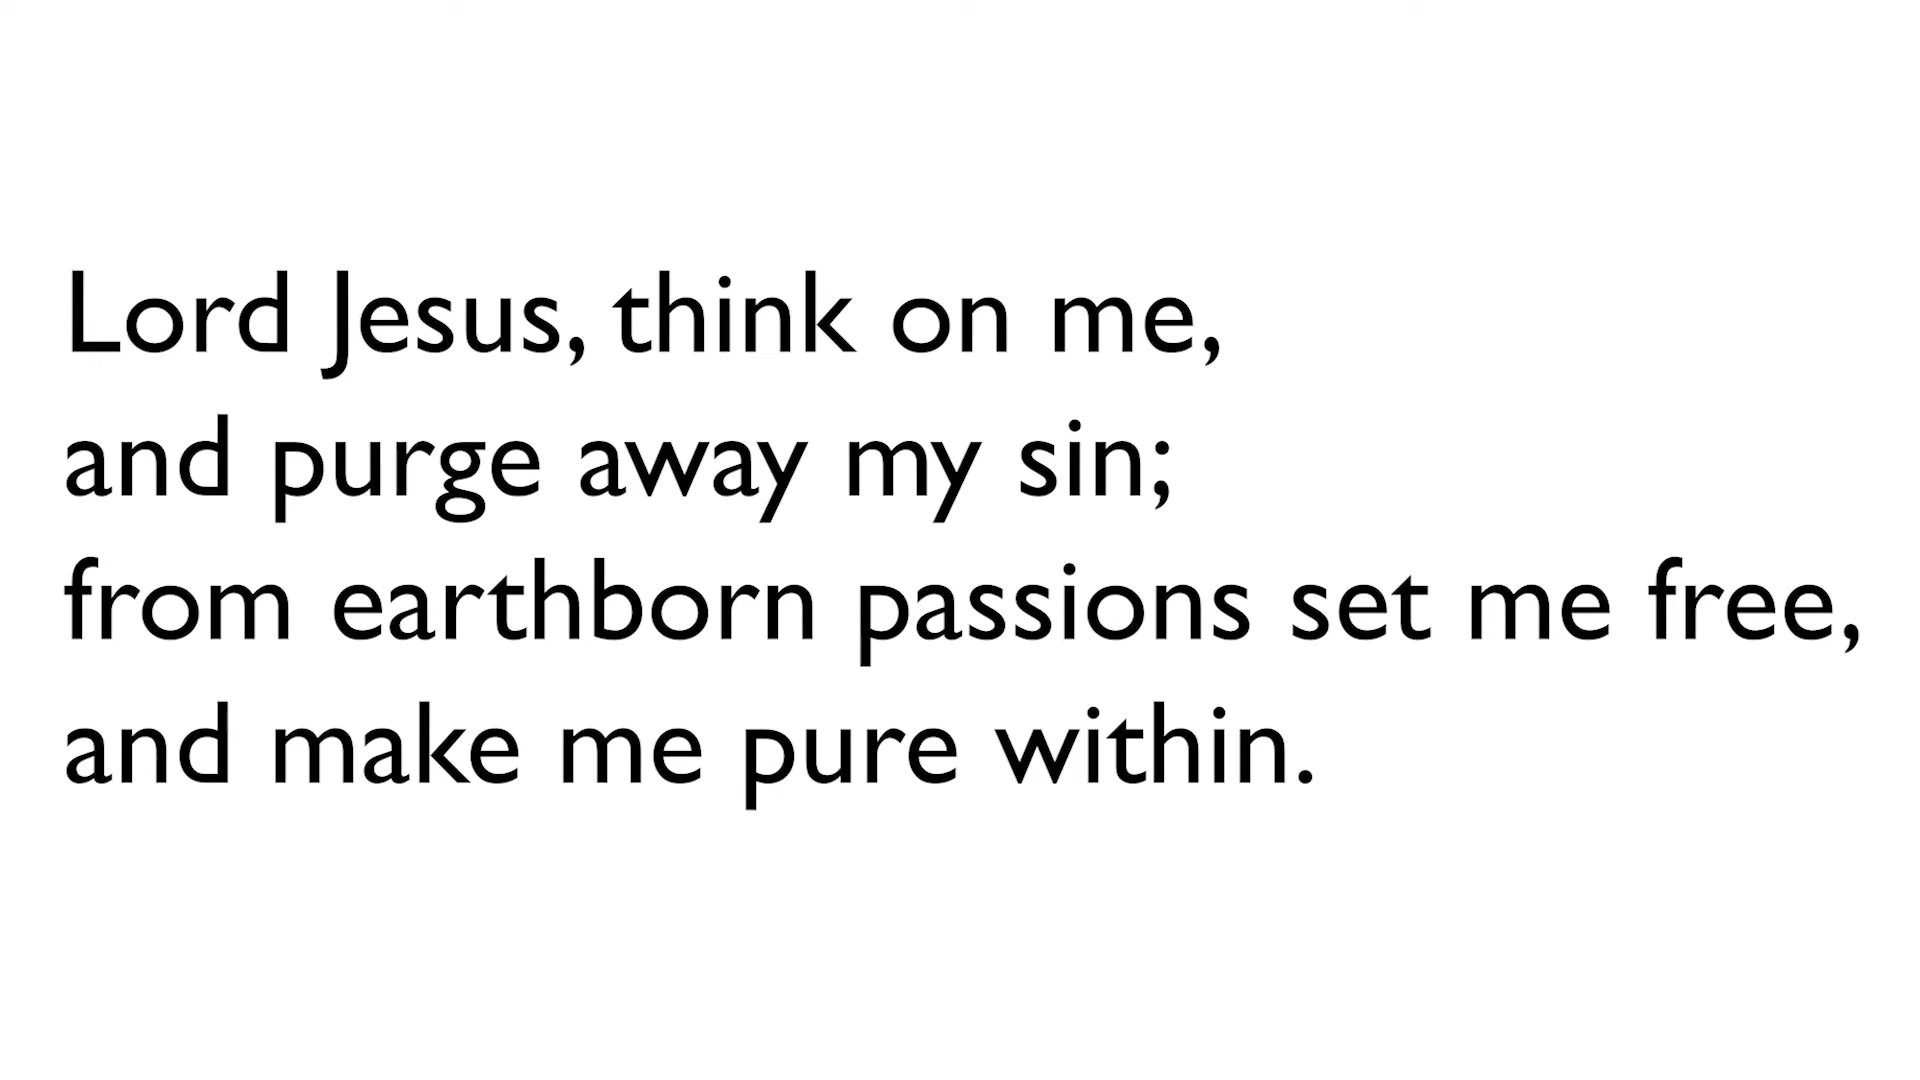 Lord Jesus, think on me,
and purge away my sin;
from earthborn passions set me free,
and make me pure within.